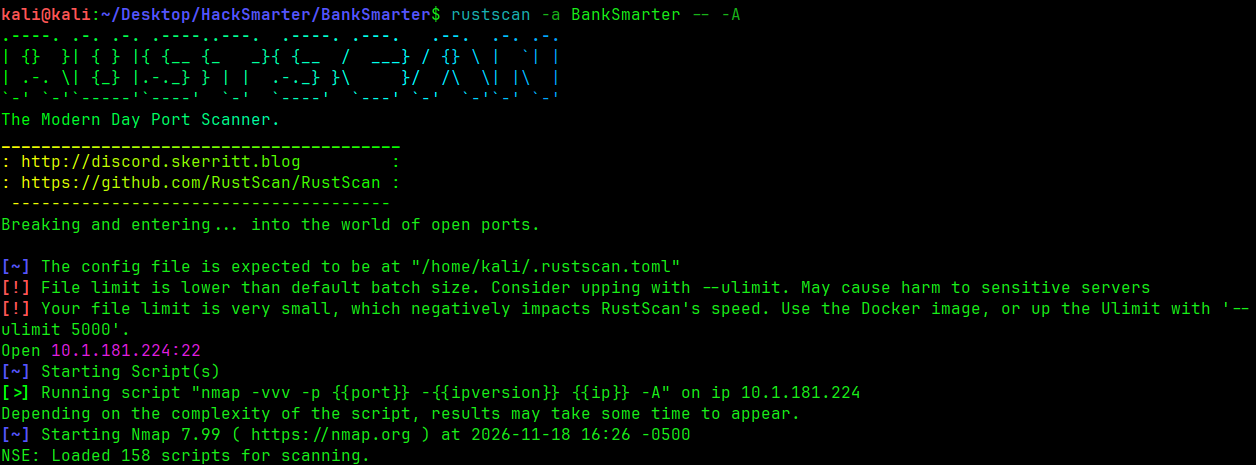 kali@kali:~/Desktop/HackSmarter/BankSmarter$ rustscan -a BankSmarter -- -A
.----. .-. .-. .----..---.  .----. .---.   .--.  .-. .-.
| {}  }| { } |{ {__ {_   _}{ {__  /  ___} / {} \ |  `| |
| .-. \| {_} |.-._} } | |  .-._} }\     }/  /\  \| |\  |
`-' `-'`-----'`----'  `-'  `----'  `---' `-'  `-'`-' `-'
The Modern Day Port Scanner.
________________________________________
: http://discord.skerritt.blog         :
: https://github.com/RustScan/RustScan :
 --------------------------------------
Breaking and entering... into the world of open ports.
[~] The config file is expected to be at "/home/kali/.rustscan.toml"
[!] File limit is lower than default batch size. Consider upping with --ulimit. May cause harm to sensitive servers
[!] Your file limit is very small, which negatively impacts RustScan's speed. Use the Docker image, or up the Ulimit with '--
ulimit 5000'.
Open 10.1.181.224:22
[~] Starting Script(s)
[>] Running script "nmap -vvv -p {{port}} -{{ipversion}} {{ip}} -A" on ip 10.1.181.224
Depending on the complexity of the script, results may take some time to appear.
[~] Starting Nmap 7.99 ( https://nmap.org ) at 2026-11-18 16:26 -0500
NSE: Loaded 158 scripts for scanning.